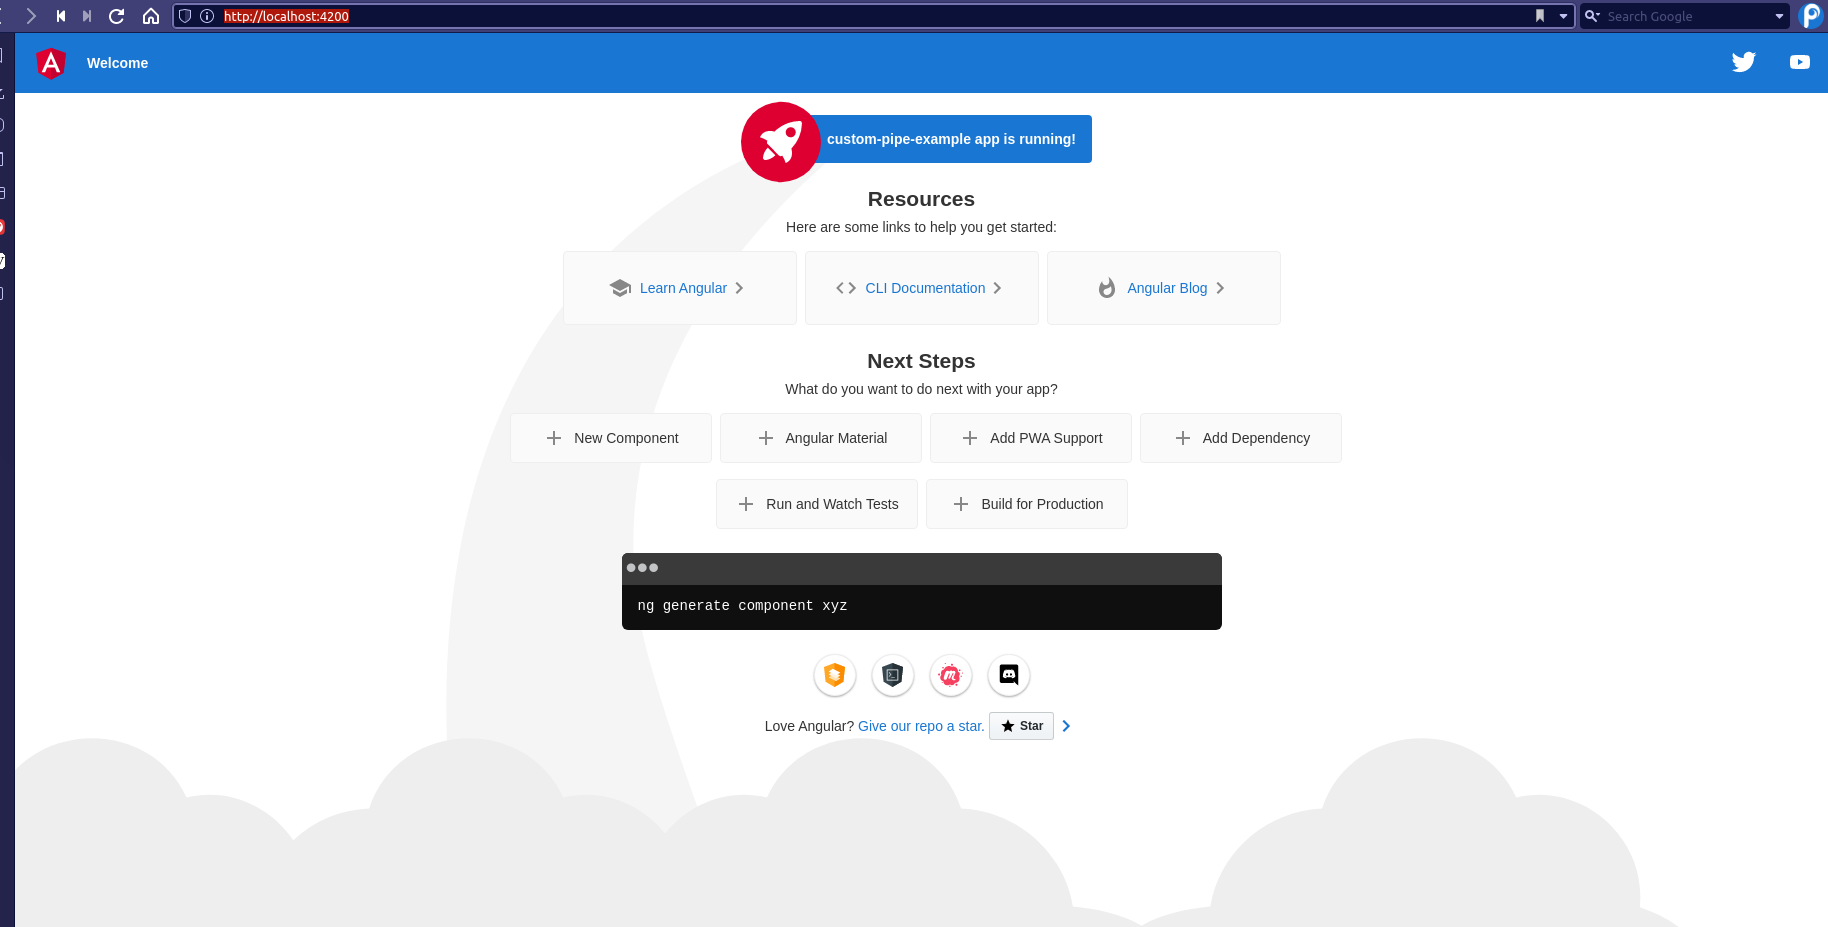 http://localhost:4200
Search Google
Welcome
custom-pipe-example app is running!
Resources
Here are some links to help you get started:
Learn Angular
CLI Documentation
Angular Blog
Next Steps
What do you want to do next with your app?
New Component
Angular Material
Add PWA Support
Add Dependency
Run and Watch Tests
Build for Production
ng generate component xyz
Love Angular? Give our repo a star. Star